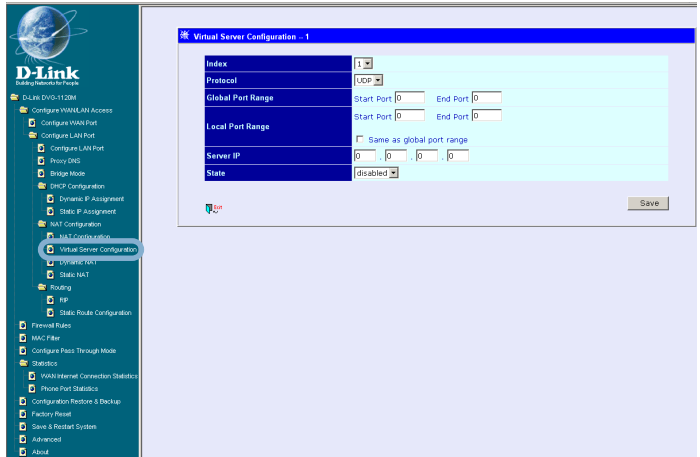 D-Link
Building Networks for People
D-Link DVG-1120M
Configure WAN/LAN Access
Configure WAN Port
Configure LAN Port
Configure LAN Port
Proxy DNS
Bridge Mode
DHCP Configuration
Dynamic IP Assignment
Static IP Assignment
NAT Configuration
NAT Configuration
Virtual Server Configuration
Dynamic NAT
Static NAT
Routing
RIP
Static Route Configuration
Firewall Rules
MAC Filter
Configure Pass Through Mode
Statistics
WAN Internet Connection Statistics
Phone Port Statistics
Configuration Restore & Backup
Factory Reset
Save & Restart System
Advanced
About
Virtual Server Configuration -- 1
Index 1
Protocol UDP
Global Port Range Start Port 0 End Port 0
Local Port Range Start Port 0 End Port 0
Same as global port range
Server IP 0 . 0 . 0 . 0
State disabled
Exit
Save